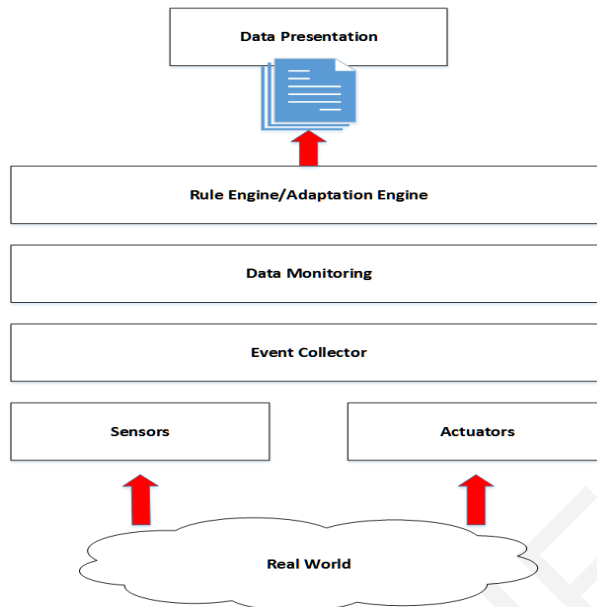 Data Presentation
Rule Engine/Adaptation Engine
Data Monitoring
Event Collector
Sensors
Actuators
Real World